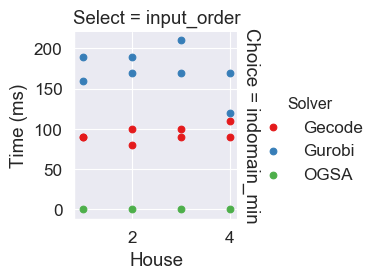 Select = input_order
Choice = indomain_min
Time (ms)
200
150
100
50
0
2
4
House
Solver
Gecode
Gurobi
OGSA